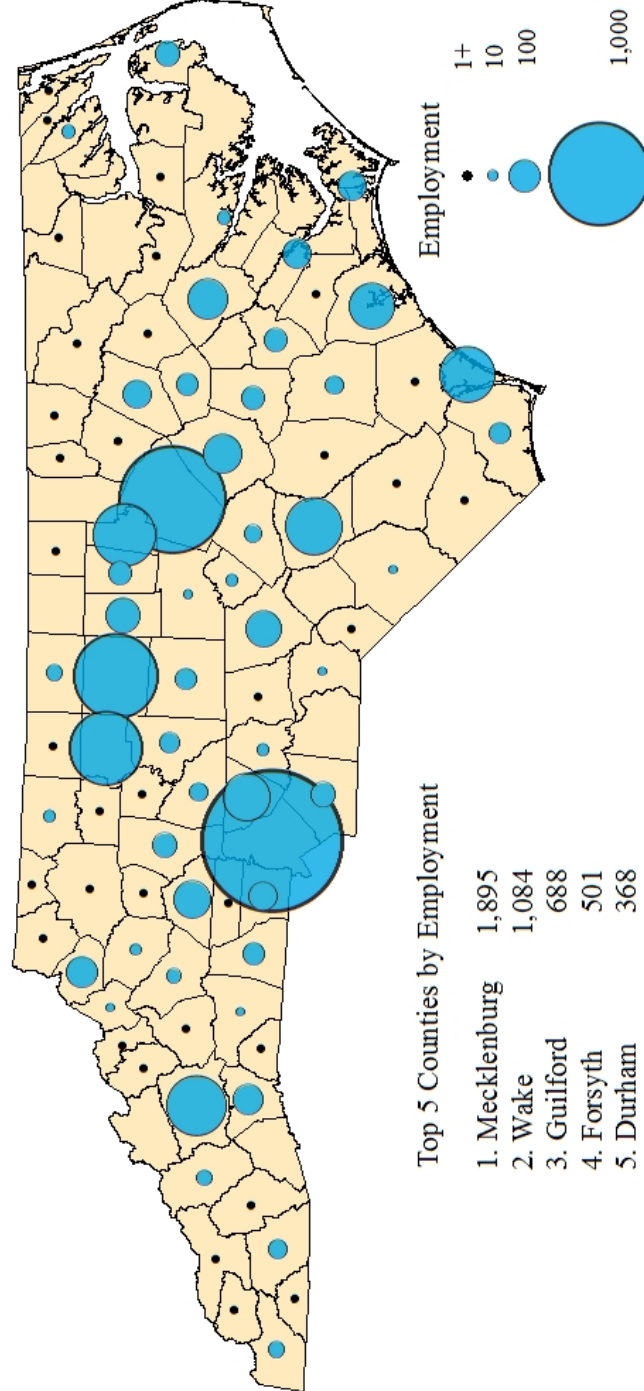 Top 5 Counties by Employment
1. Mecklenburg 1,895
2. Wake 1,084
3. Guilford 688
4. Forsyth 501
5. Durham 368
Employment
1+
10
100
1,000